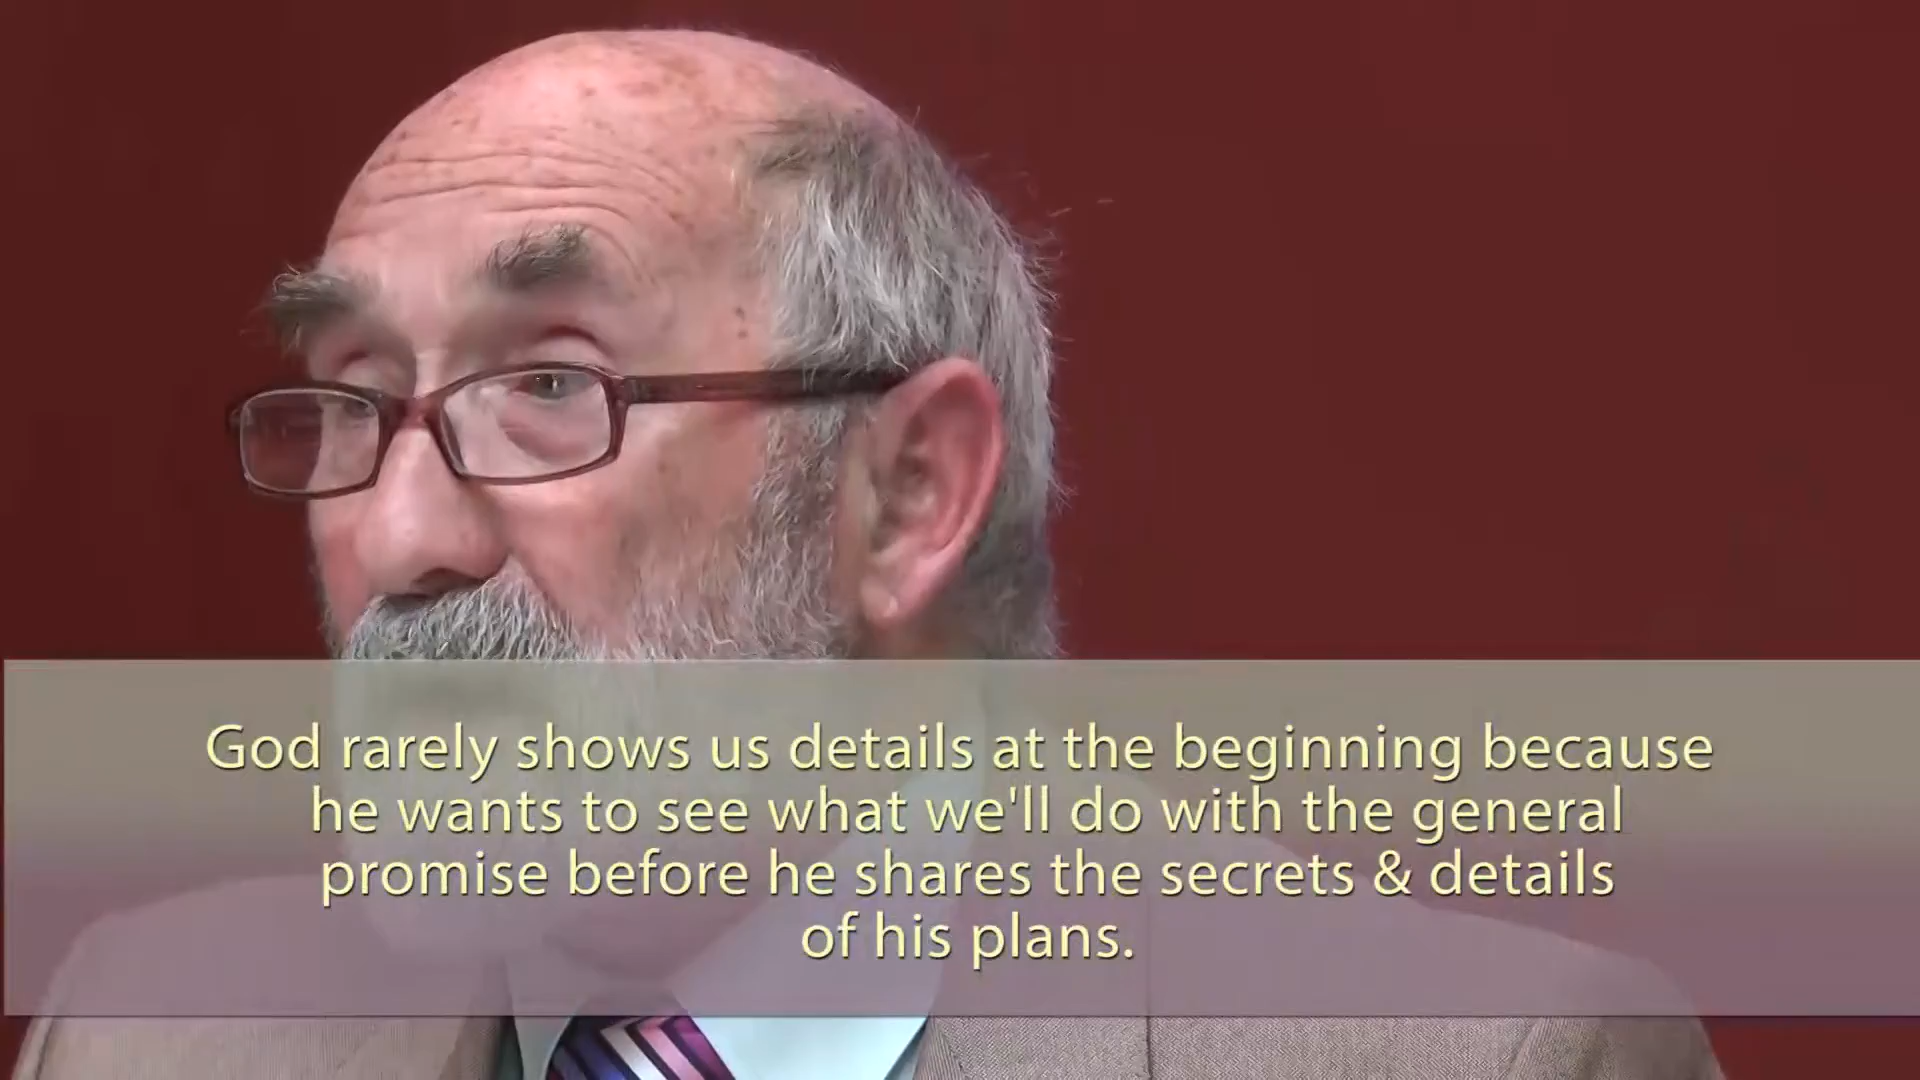 God rarely shows us details at the beginning because
he wants to see what we'll do with the general
promise before he shares the secrets & details
of his plans.